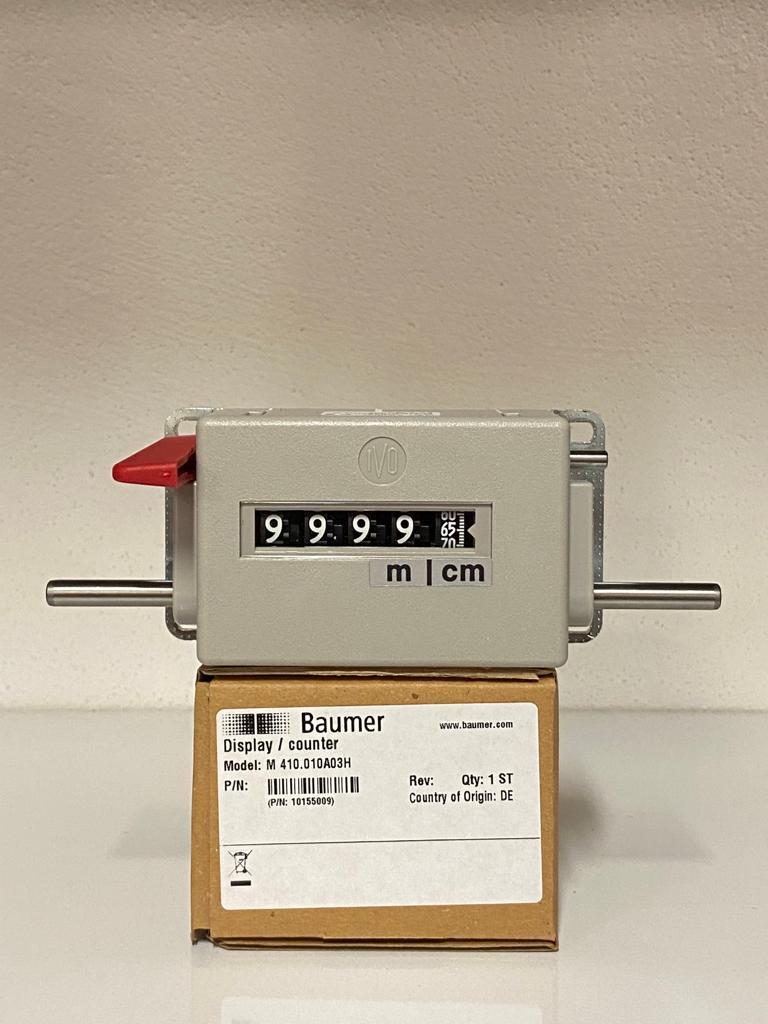 IVO
9 9 9 9
60
65
70
m | cm
Baumer
www.baumer.com
Display / counter
Model: M 410.010A03H
P/N:
(P/N: 10155009)
Rev: Qty: 1 ST
Country of Origin: DE